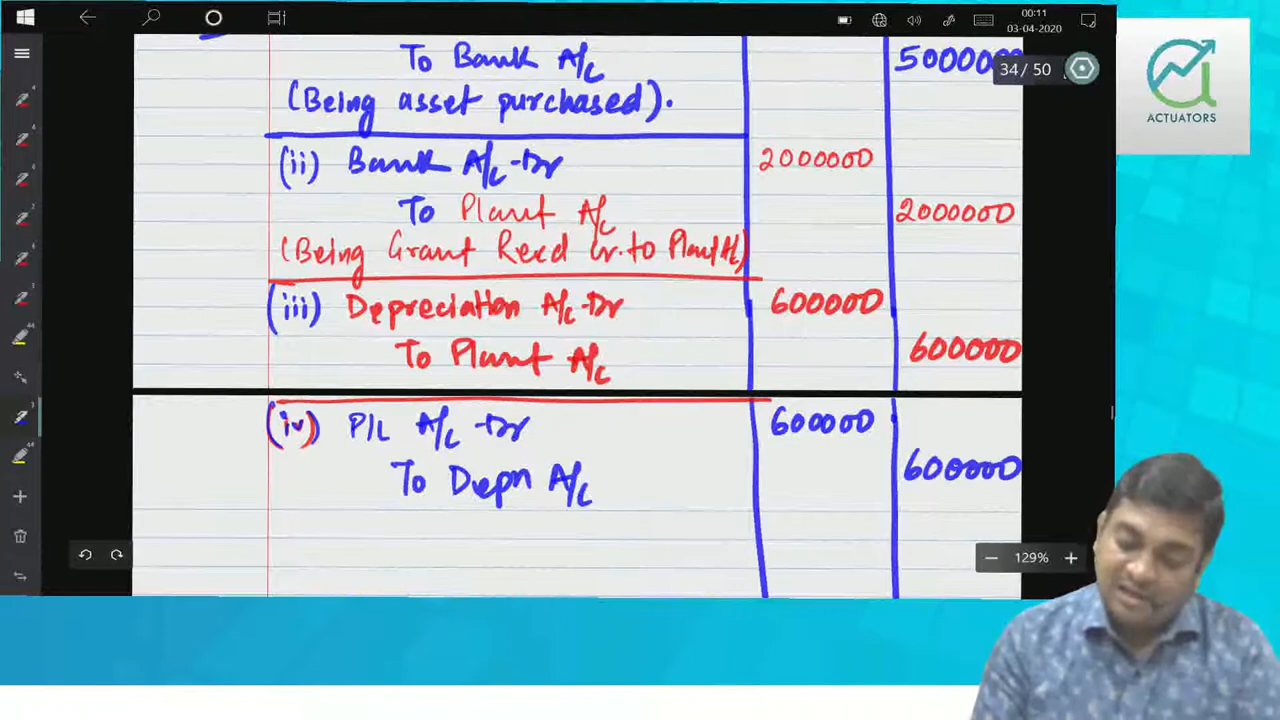 00:11
03-04-2020
34 / 50
ACTUATORS
To Bank A/c
50000
(Being asset purchased).
(ii) Bank A/c-Dr
2000000
To Plant A/c
2000000
(Being Grant Recd Cr. to Plant A/c)
(iii) Depreciation A/c-Dr
600000
To Plant A/c
600000
(iv) P/L A/c -Dr
600000
To Depn A/c
600000
129%